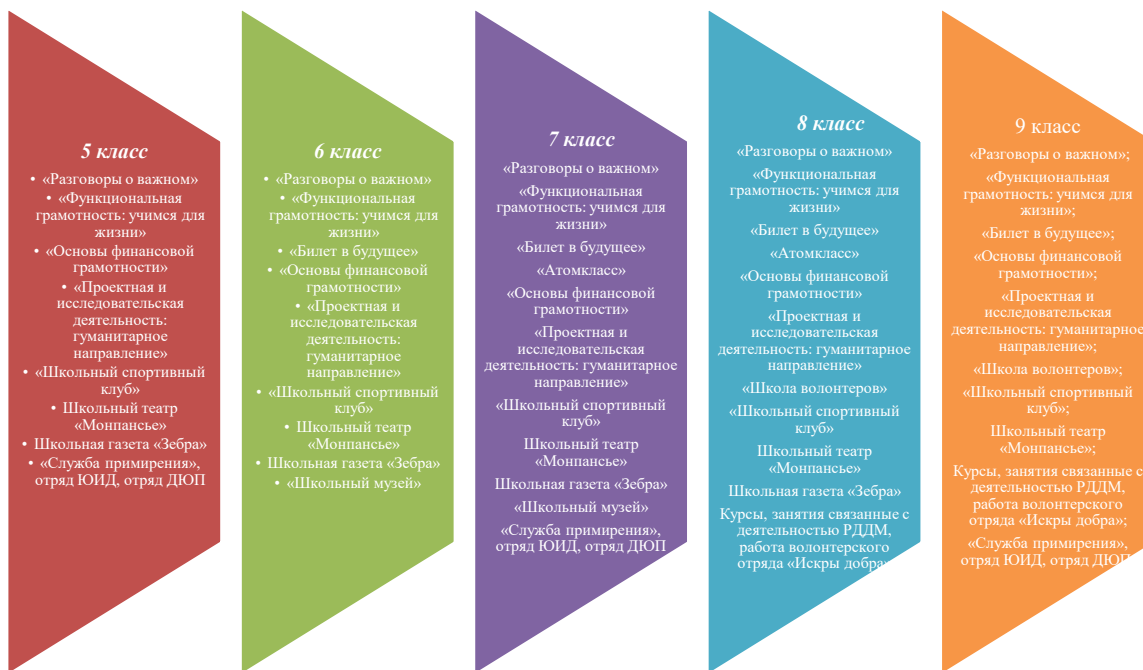 5 класс
• «Разговоры о важном»
• «Функциональная
грамотность: учимся для
жизни»
• «Основы финансовой
грамотности»
• «Проектная и
исследовательская
деятельность:
гуманитарное
направление»
• «Школьный спортивный
клуб»
• Школьный театр
«Монпансье»
• Школьная газета «Зебра»
• «Служба примирения»,
отряд ЮИД, отряд ДЮП
6 класс
• «Разговоры о важном»
• «Функциональная
грамотность: учимся для
жизни»
• «Билет в будущее»
• «Основы финансовой
грамотности»
• «Проектная и
исследовательская
деятельность:
гуманитарное
направление»
• «Школьный спортивный
клуб»
• Школьный театр
«Монпансье»
• Школьная газета «Зебра»
• «Школьный музей»
7 класс
«Разговоры о важном»
«Функциональная
грамотность: учимся для
жизни»
«Билет в будущее»
«Атомкласс»
«Основы финансовой
грамотности»
«Проектная и
исследовательская
деятельность: гуманитарное
направление»
«Школьный спортивный
клуб»
Школьный театр
«Монпансье»
Школьная газета «Зебра»
«Школьный музей»
«Служба примирения»,
отряд ЮИД, отряд ДЮП
8 класс
«Разговоры о важном»
«Функциональная
грамотность: учимся для
жизни»
«Билет в будущее»
«Атомкласс»
«Основы финансовой
грамотности»
«Проектная и
исследовательская
деятельность: гуманитарное
направление»
«Школа волонтеров»
«Школьный спортивный
клуб»
Школьный театр
«Монпансье»
Школьная газета «Зебра»
Курсы, занятия связанные с
деятельностью РДДМ,
работа волонтерского
отряда «Искры добра»
9 класс
«Разговоры о важном»;
«Функциональная
грамотность: учимся для
жизни»;
«Билет в будущее»;
«Основы финансовой
грамотности»;
«Проектная и
исследовательская
деятельность: гуманитарное
направление»;
«Школа волонтеров»;
«Школьный спортивный
клуб»;
Школьный театр
«Монпансье»;
Курсы, занятия связанные с
деятельностью РДДМ,
работа волонтерского
отряда «Искры добра»;
«Служба примирения»,
отряд ЮИД, отряд ДЮП